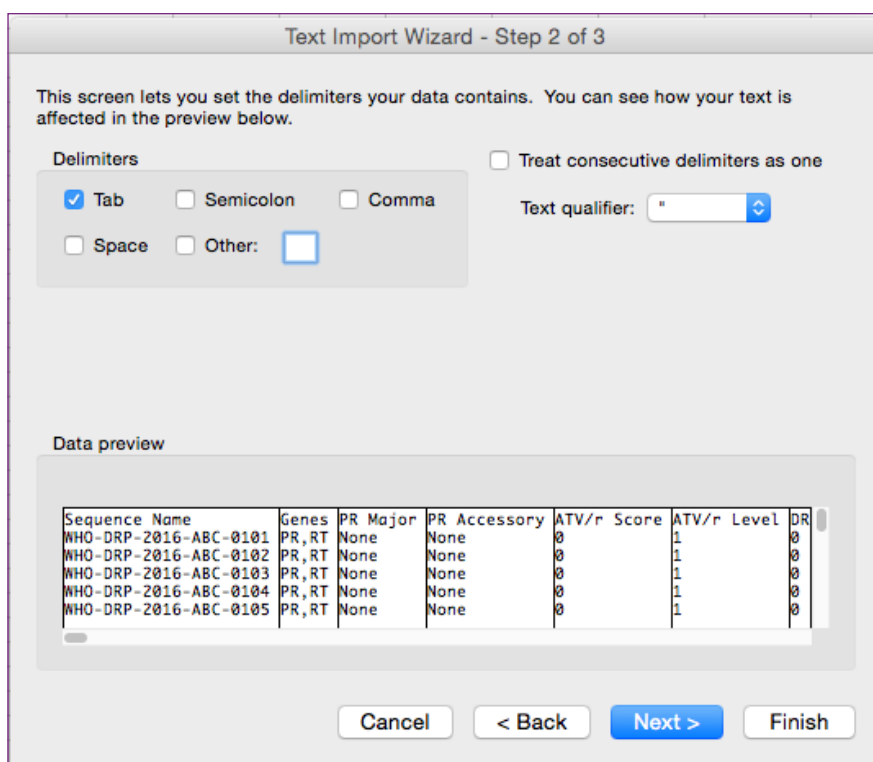 Text Import Wizard - Step 2 of 3
This screen lets you set the delimiters your data contains.  You can see how your text is
affected in the preview below.
Delimiters
Treat consecutive delimiters as one
Tab Semicolon Comma
Text qualifier: "
Space Other:
Data preview
Sequence Name Genes PR Major PR Accessory ATV/r Score ATV/r Level DR
WHO-DRP-2016-ABC-0101 PR,RT None None 0 1 0
WHO-DRP-2016-ABC-0102 PR,RT None None 0 1 0
WHO-DRP-2016-ABC-0103 PR,RT None None 0 1 0
WHO-DRP-2016-ABC-0104 PR,RT None None 0 1 0
WHO-DRP-2016-ABC-0105 PR,RT None None 0 1 0
Cancel < Back Next > Finish